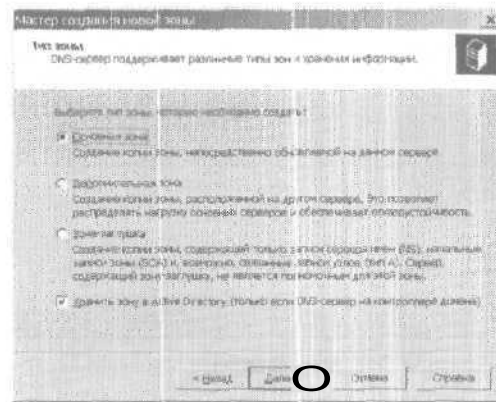 Мастер создания новой зоны
Тип зоны
DNS-сервер поддерживает различные типы зон и хранения информации.
Выберите тип зоны, которую необходимо создать:
Основная зона
Создание копии зоны, непосредственно обновляемой на данном сервере.
Дополнительная зона
Создание копии зоны, расположенной на другом сервере. Это позволяет
распределять нагрузку основных серверов и обеспечивает отказоустойчивость.
Зона-заглушка
Создание копии зоны, содержащей только записи сервера имен (NS), начальные
записи зоны (SOA) и, возможно, связанные записи узлов (тип A). Сервер,
содержащий зону-заглушку, не является полномочным для этой зоны.
Хранить зону в Active Directory (только если DNS-сервер на контроллере домена)
< Назад
Отмена
Справка